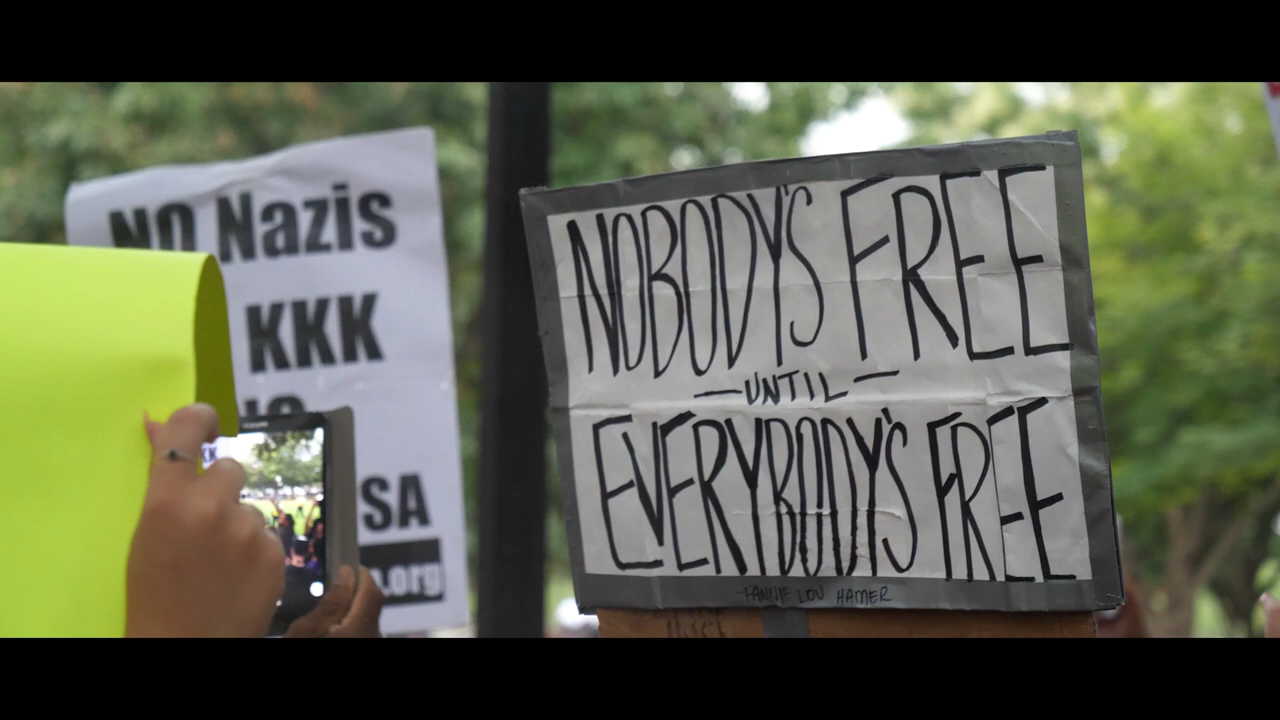 NO Nazis
KKK
SA
.org
NOBODY'S FREE
—UNTIL—
EVERYBODY'S FREE
-FANNIE LOU HAMER